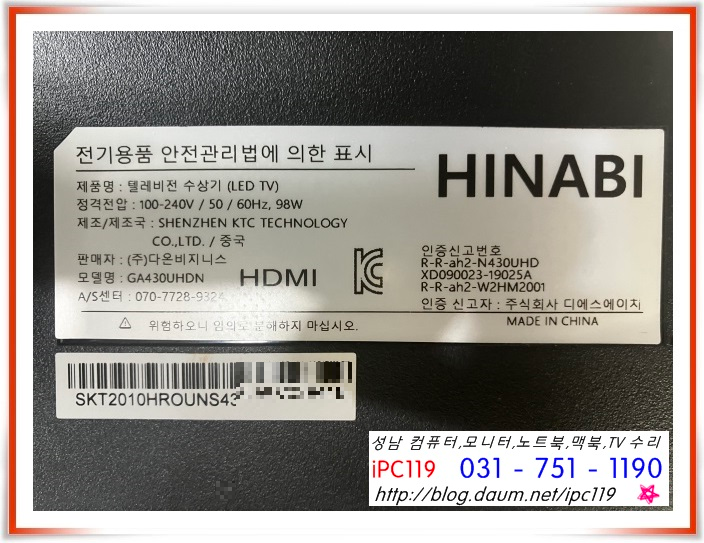 전기용품 안전관리법에 의한 표시
HINABI
제품명 : 텔레비전 수상기 (LED TV)
정격전압 : 100-240V / 50 / 60Hz, 98W
제조/제조국 : SHENZHEN KTC TECHNOLOGY
CO.,LTD. / 중국
판매자 : (주)다온비지니스
모델명 : GA430UHDN
A/S센터 : 070-7728-9324
HDMI
인증신고번호
R-R-ah2-N430UHD
XD090023-19025A
R-R-ah2-W2HM2001
인증 신고자 : 주식회사 디에스에이치
MADE IN CHINA
위험하오니 임의로 분해하지 마십시오.
SKT2010HROUNS43
성남 컴퓨터,모니터,노트북,맥북,TV 수리
iPC119 031 - 751 - 1190
http://blog.daum.net/ipc119